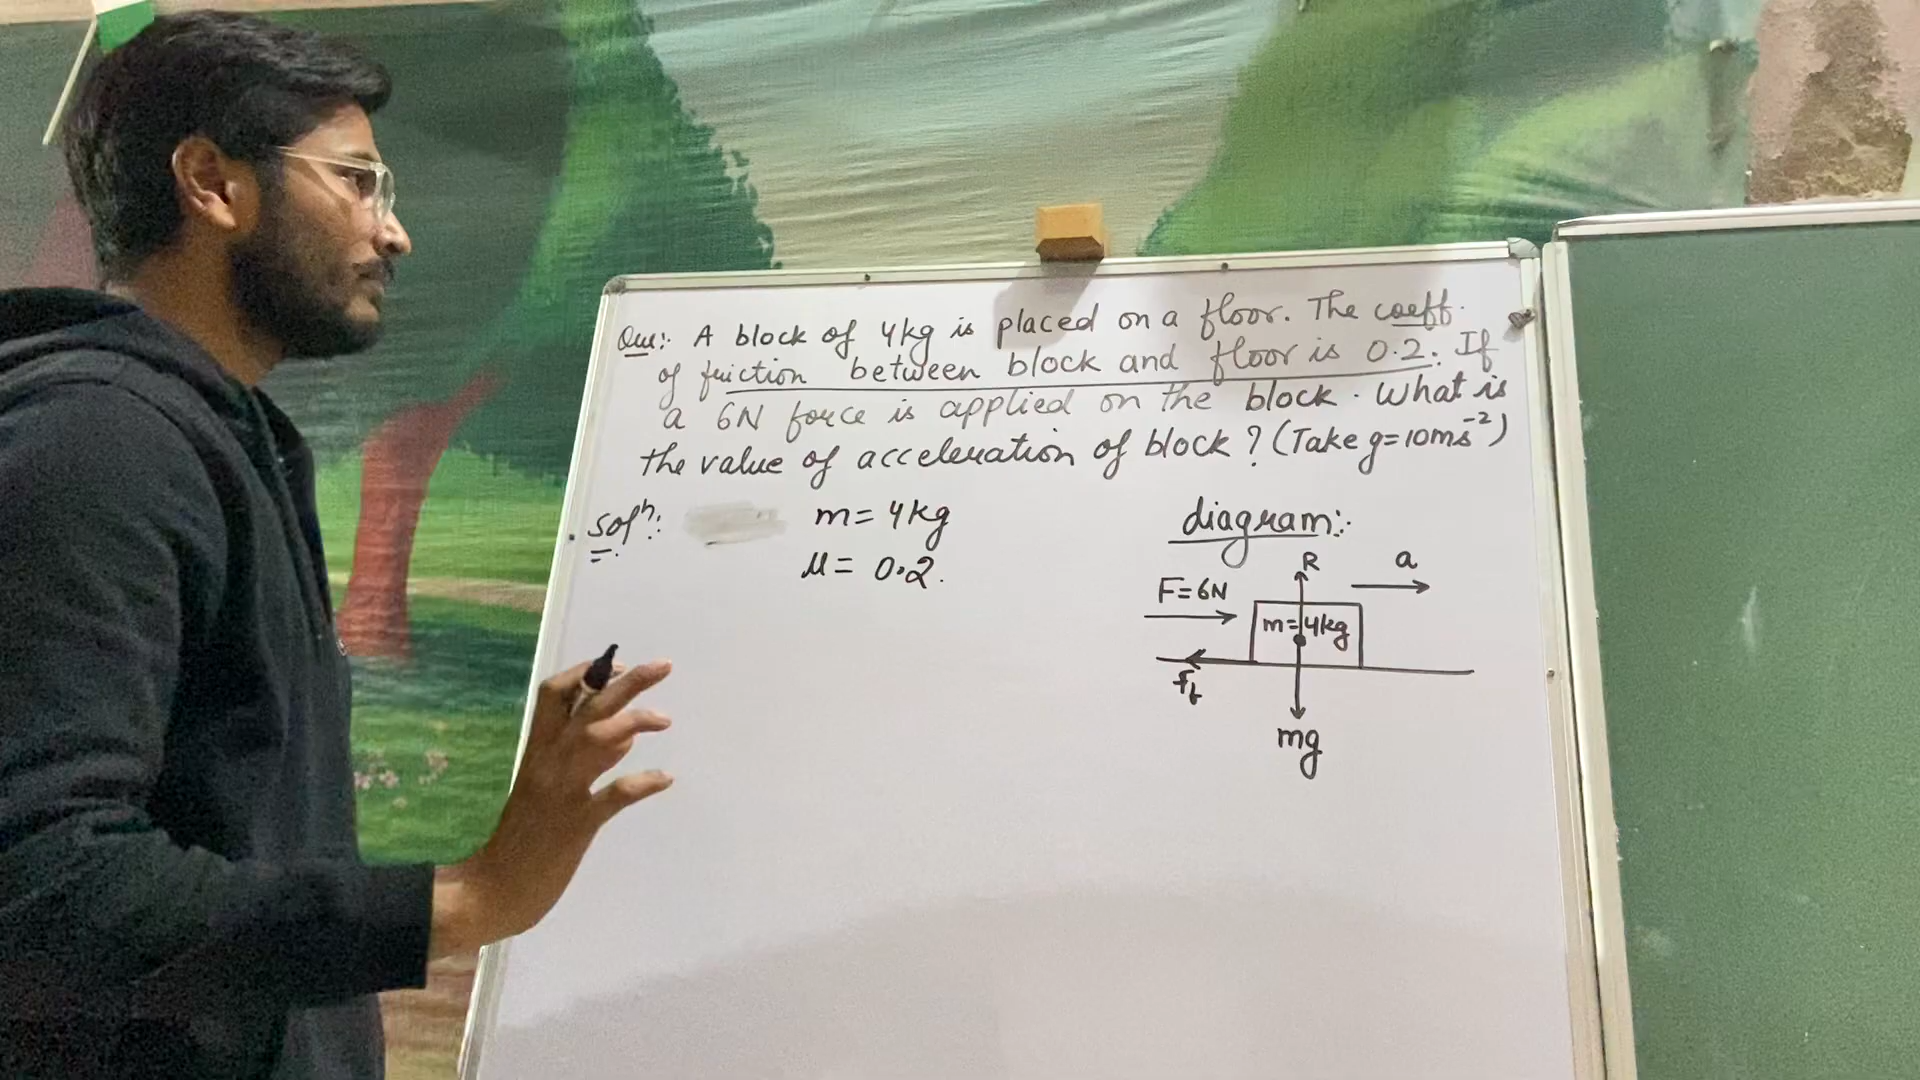 Que:- A block of 4kg is placed on a floor. The coeff.
of friction between block and floor is 0.2. If
a 6N force is applied on the block. What is
the value of acceleration of block? (Take g=10ms⁻²)
Solⁿ:
m= 4kg
μ= 0.2.
diagram:-
R
a
F=6N
m=4kg
mg